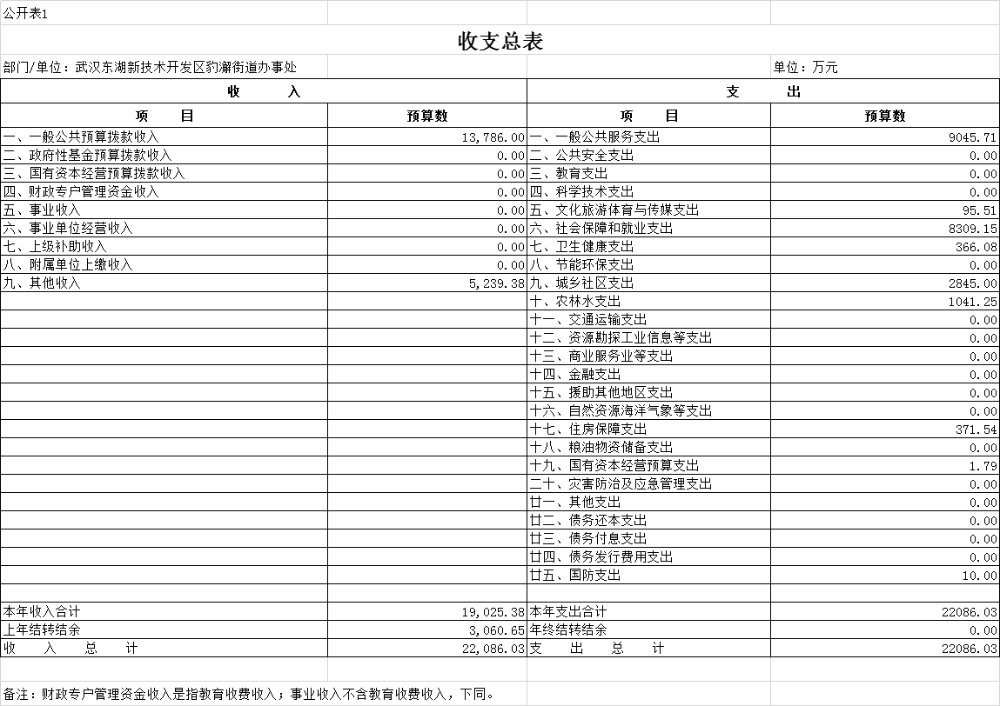 公开表1
收支总表
部门/单位：武汉东湖新技术开发区豹澥街道办事处 单位：万元
收 入 支 出
项 目 预算数 项 目 预算数
一、一般公共预算拨款收入 13,786.00 一、一般公共服务支出 9045.71
二、政府性基金预算拨款收入 0.00 二、公共安全支出 0.00
三、国有资本经营预算拨款收入 0.00 三、教育支出 0.00
四、财政专户管理资金收入 0.00 四、科学技术支出 0.00
五、事业收入 0.00 五、文化旅游体育与传媒支出 95.51
六、事业单位经营收入 0.00 六、社会保障和就业支出 8309.15
七、上级补助收入 0.00 七、卫生健康支出 366.08
八、附属单位上缴收入 0.00 八、节能环保支出 0.00
九、其他收入 5,239.38 九、城乡社区支出 2845.00
十、农林水支出 1041.25
十一、交通运输支出 0.00
十二、资源勘探工业信息等支出 0.00
十三、商业服务业等支出 0.00
十四、金融支出 0.00
十五、援助其他地区支出 0.00
十六、自然资源海洋气象等支出 0.00
十七、住房保障支出 371.54
十八、粮油物资储备支出 0.00
十九、国有资本经营预算支出 1.79
二十、灾害防治及应急管理支出 0.00
廿一、其他支出 0.00
廿二、债务还本支出 0.00
廿三、债务付息支出 0.00
廿四、债务发行费用支出 0.00
廿五、国防支出 10.00
本年收入合计 19,025.38 本年支出合计 22086.03
上年结转结余 3,060.65 年终结转结余 0.00
收 入 总 计 22,086.03 支 出 总 计 22086.03
备注：财政专户管理资金收入是指教育收费收入；事业收入不含教育收费收入，下同。